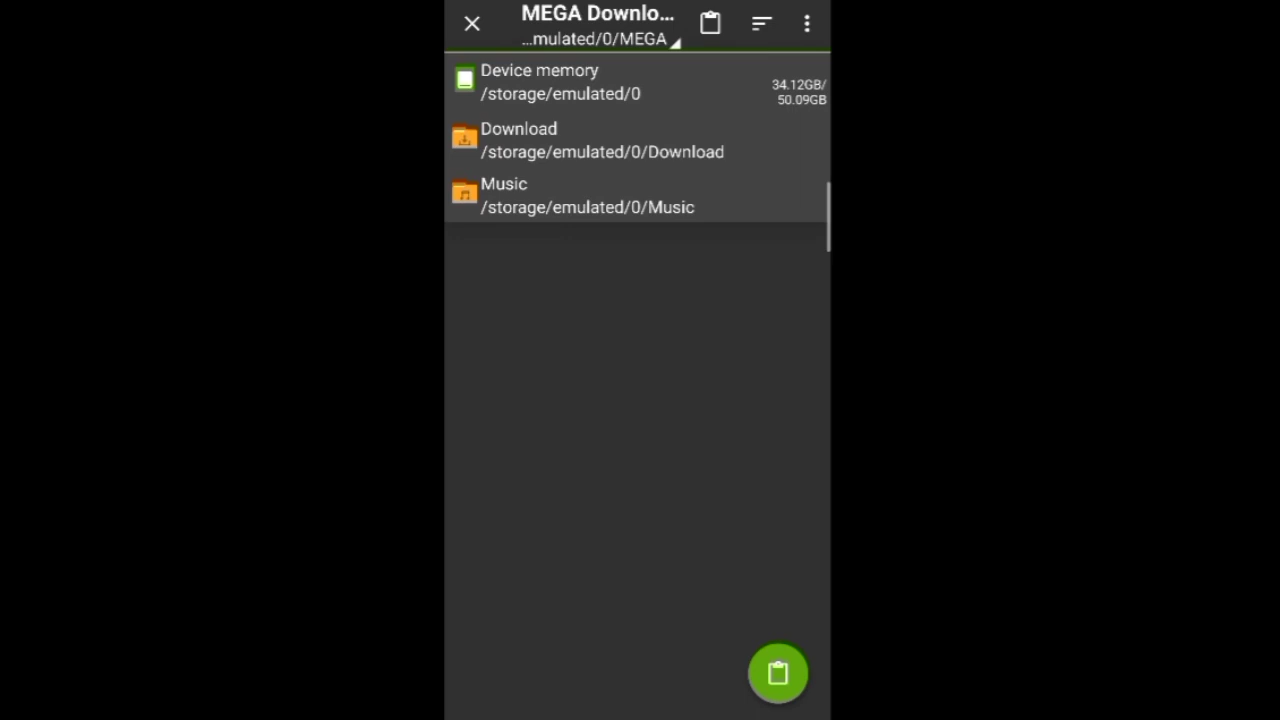 MEGA Downlo...
...mulated/0/MEGA
Device memory
/storage/emulated/0
34.12GB/
50.09GB
Download
/storage/emulated/0/Download
Music
/storage/emulated/0/Music